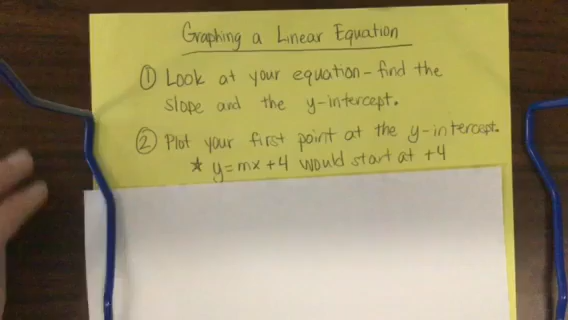 Graphing a Linear Equation
① Look at your equation - find the
slope and the y-intercept.
② Plot your first point at the y-intercept.
* y=mx+4 would start at +4